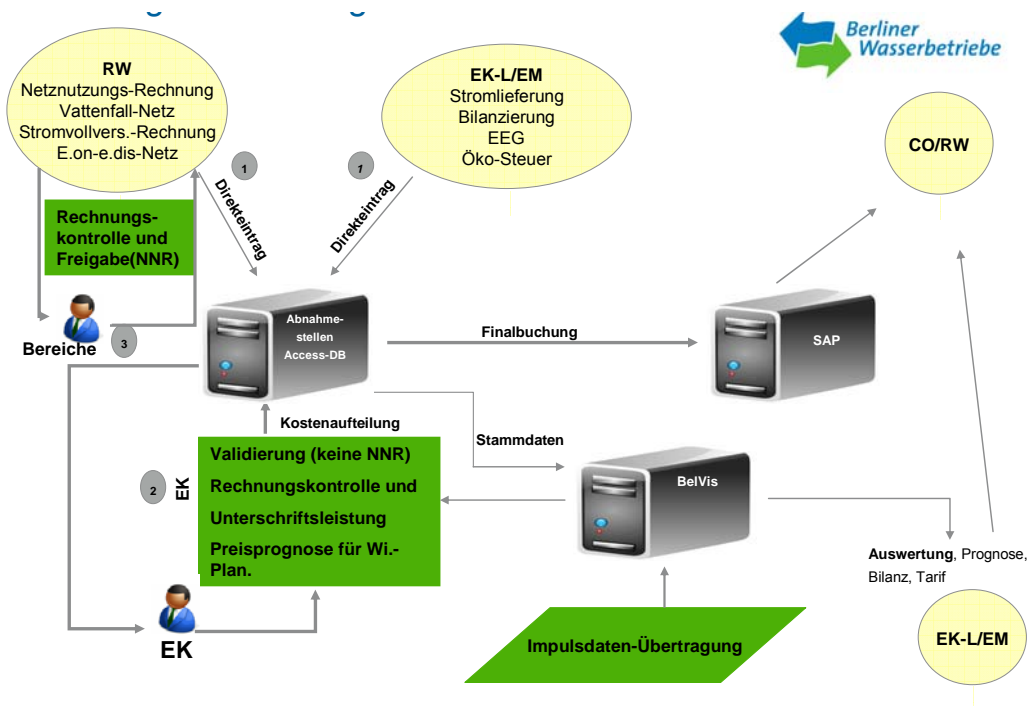 Berliner
Wasserbetriebe
RW
Netznutzungs-Rechnung
Vattenfall-Netz
Stromvollvers.-Rechnung
E.on-e.dis-Netz
EK-L/EM
Stromlieferung
Bilanzierung
EEG
Öko-Steuer
CO/RW
1
Direkteintrag
1
Direkteintrag
Rechnungs-
kontrolle und
Freigabe(NNR)
Bereiche
3
Abnahme-
stellen
Access-DB
Finalbuchung
SAP
Kostenaufteilung
Stammdaten
2
EK
Validierung (keine NNR)
Rechnungskontrolle und
Unterschriftsleistung
Preisprognose für Wi.-
Plan.
BelVis
Auswertung, Prognose,
Bilanz, Tarif
EK
Impulsdaten-Übertragung
EK-L/EM